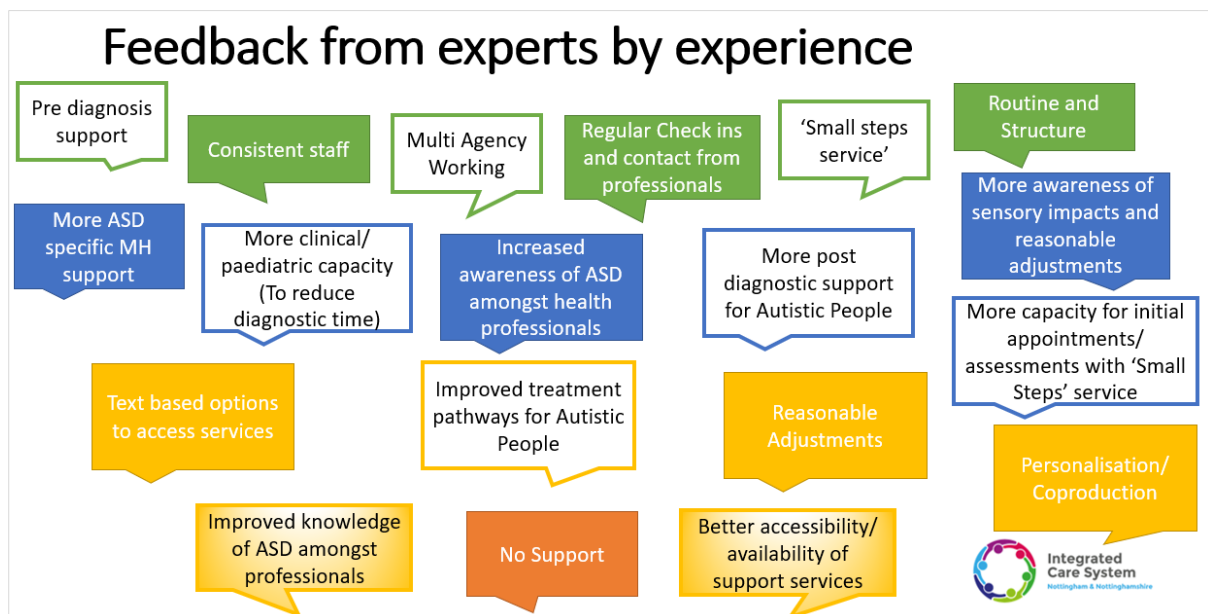 Feedback from experts by experience
Pre diagnosis
support
Consistent staff
Multi Agency
Working
Regular Check ins
and contact from
professionals
‘Small steps
service’
Routine and
Structure
More ASD
specific MH
support
More clinical/
paediatric capacity
(To reduce
diagnostic time)
Increased
awareness of ASD
amongst health
professionals
More post
diagnostic support
for Autistic People
More awareness of
sensory impacts and
reasonable
adjustments
More capacity for initial
appointments/
assessments with ‘Small
Steps’ service
Text based options
to access services
Improved treatment
pathways for Autistic
People
Reasonable
Adjustments
Personalisation/
Coproduction
Improved knowledge
of ASD amongst
professionals
No Support
Better accessibility/
availability of
support services
Integrated
Care System
Nottingham & Nottinghamshire